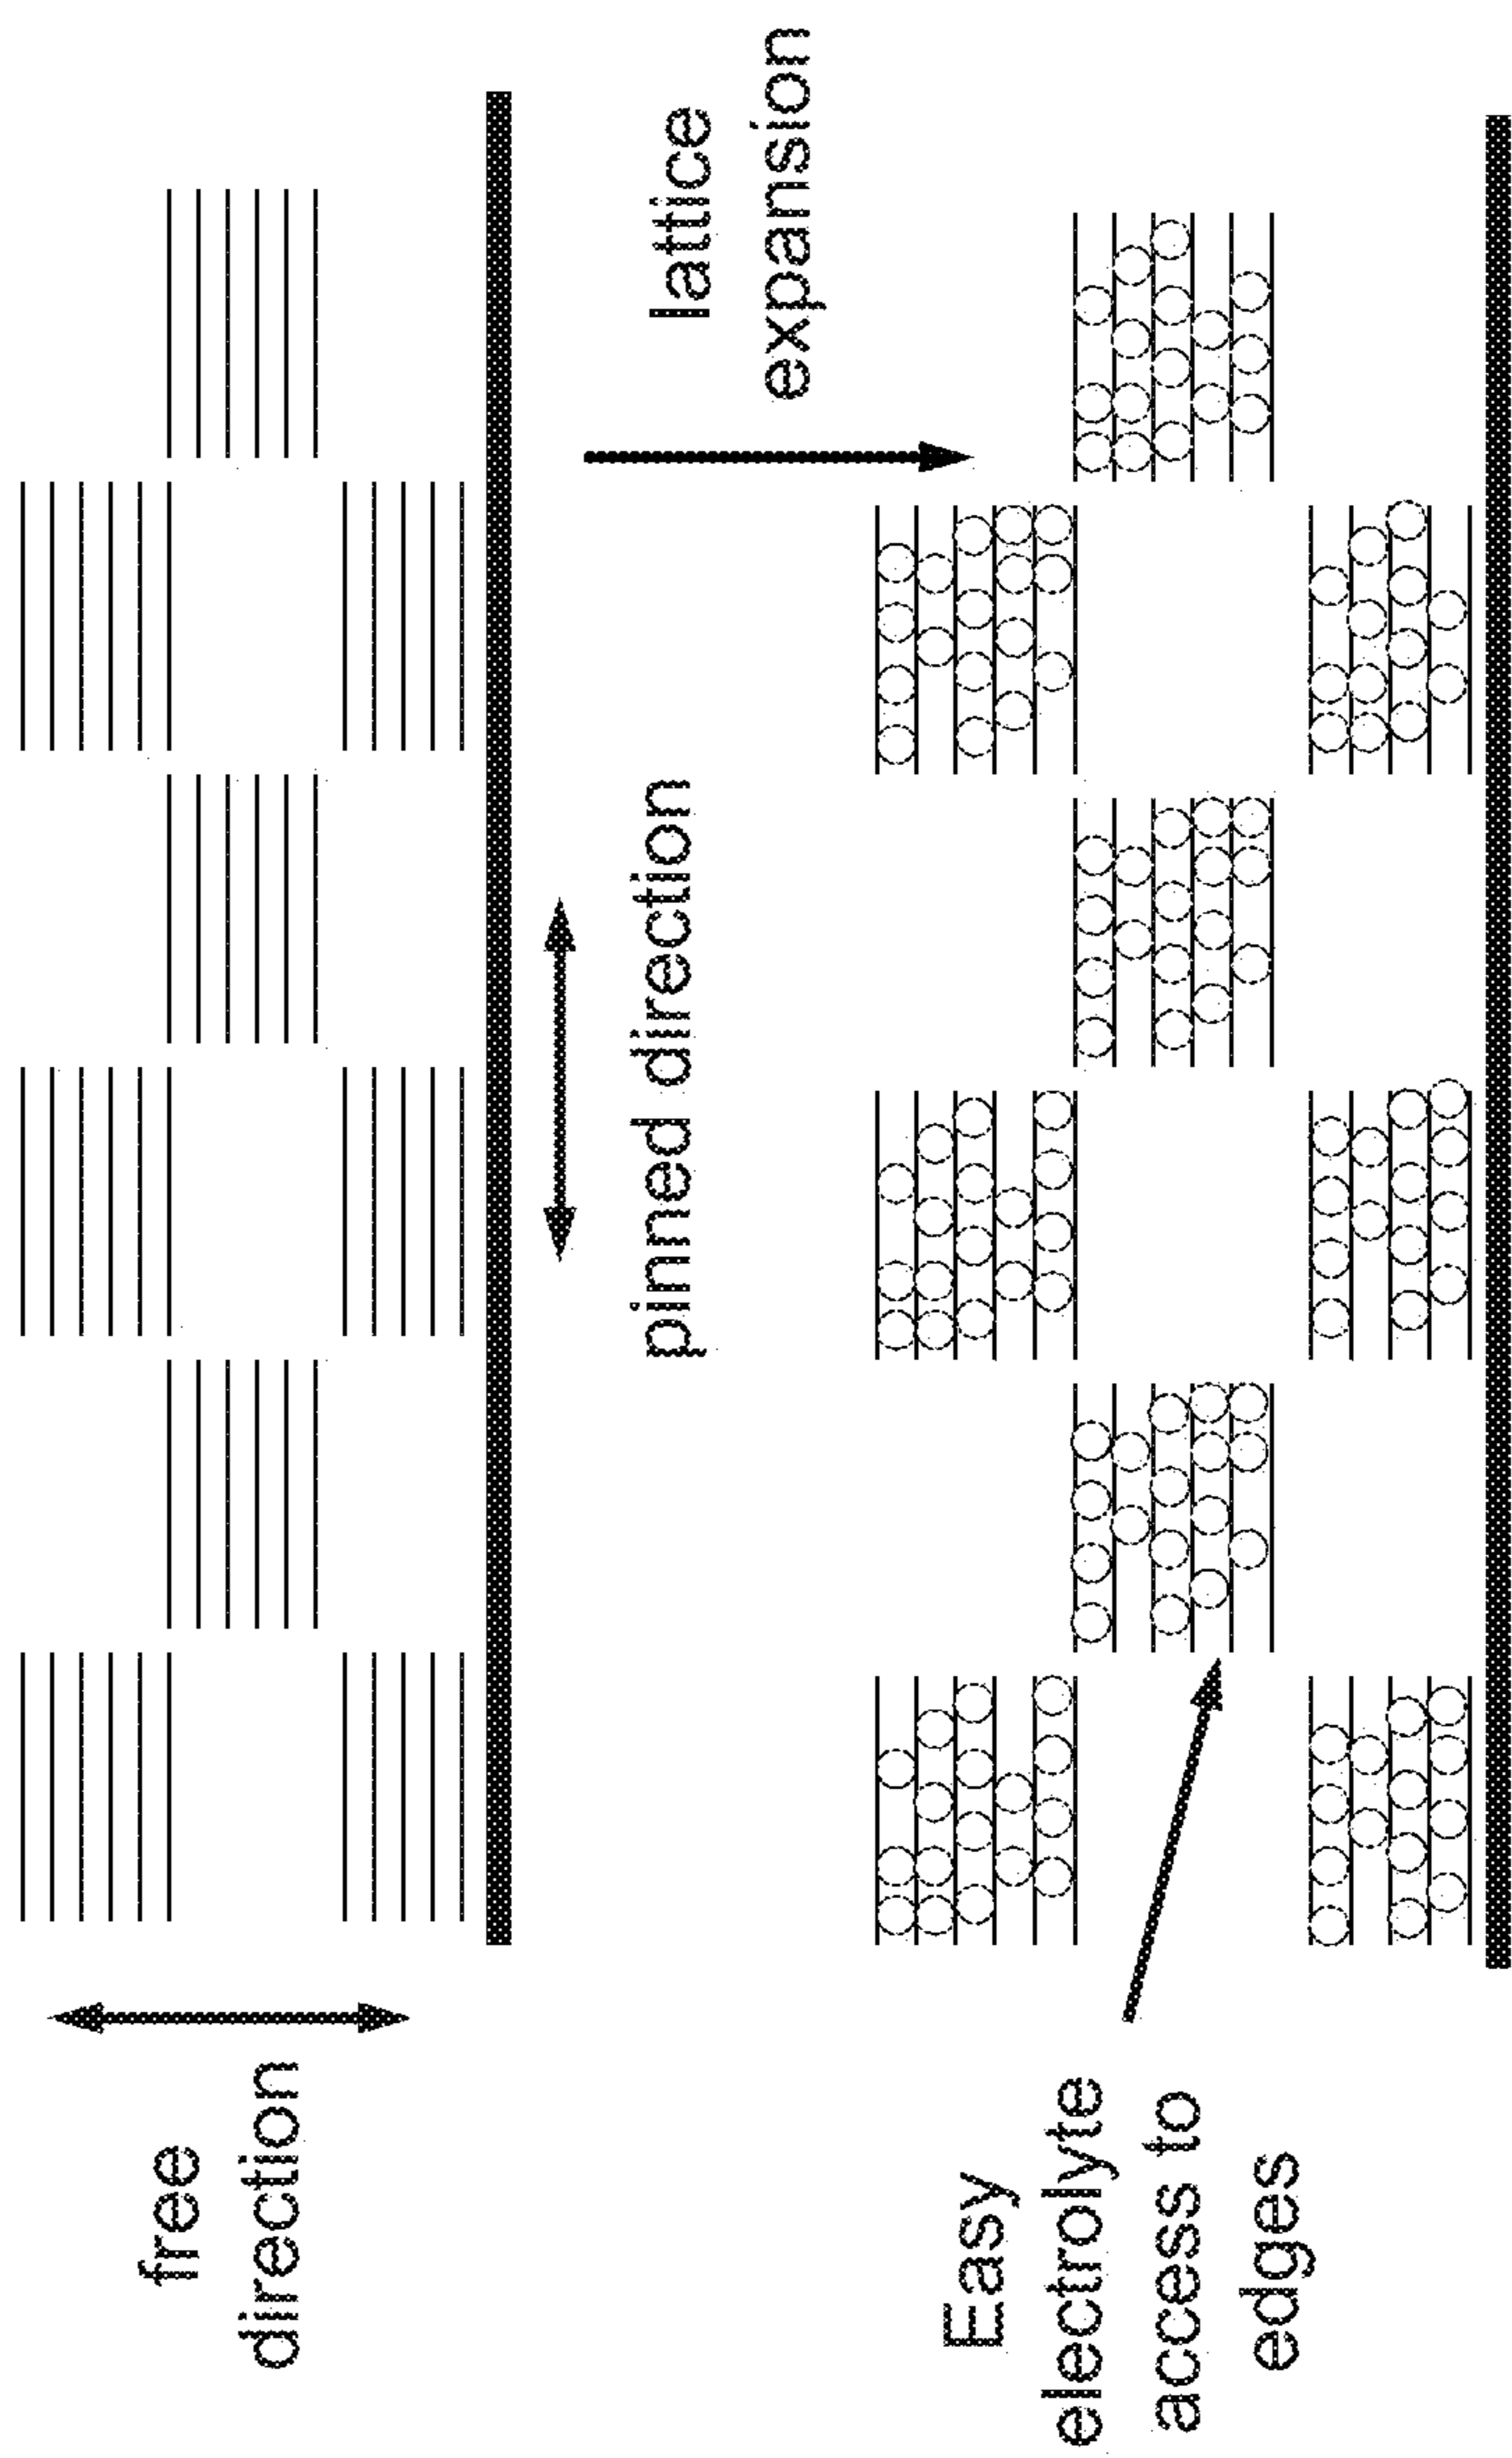 free
direction
pinned direction
lattice
expansion
Easy
electrolyte
access to
edges